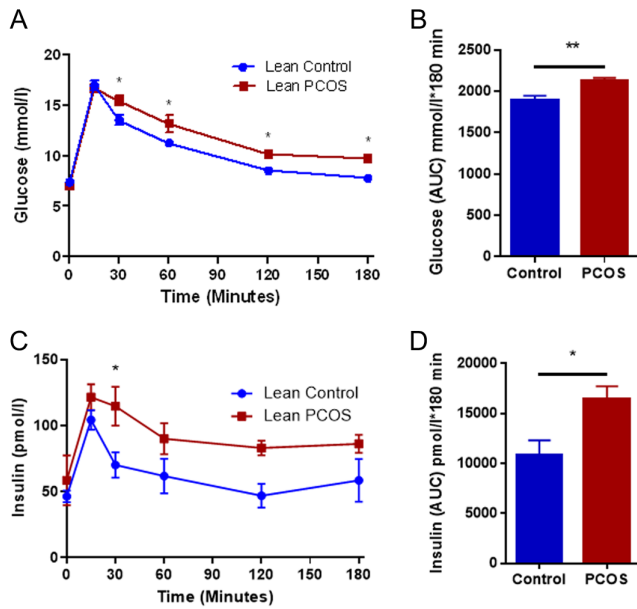 A
Glucose (mmol/l)
20
15
10
5
0
Lean Control
Lean PCOS
*
*
*
*
0
30
60
90
120
150
180
Time (Minutes)
B
Glucose (AUC) mmol/l*180 min
2500
2000
1500
1000
500
0
**
Control
PCOS
C
Insulin (pmol/l)
150
100
50
0
*
Lean Control
Lean PCOS
0
30
60
90
120
150
180
Time (Minutes)
D
Insulin (AUC) pmol/l*180 min
20000
15000
10000
5000
0
*
Control
PCOS